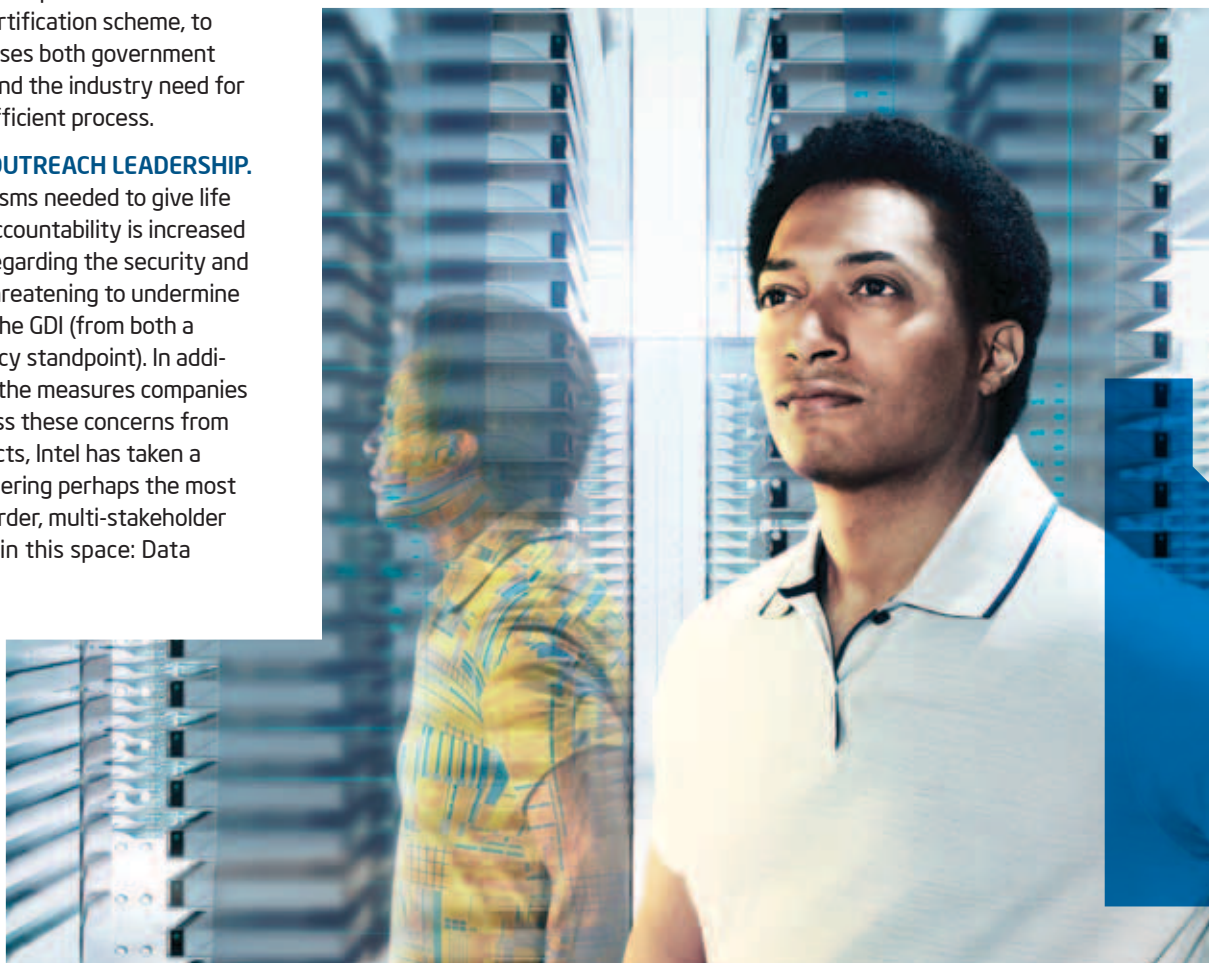 rtification scheme, to
ses both government
nd the industry need for
fficient process.
OUTREACH LEADERSHIP.
sms needed to give life
ccountability is increased
egarding the security and
hreatening to undermine
he GDI (from both a
cy standpoint). In addi-
the measures companies
ss these concerns from
cts, Intel has taken a
ering perhaps the most
rder, multi-stakeholder
in this space: Data